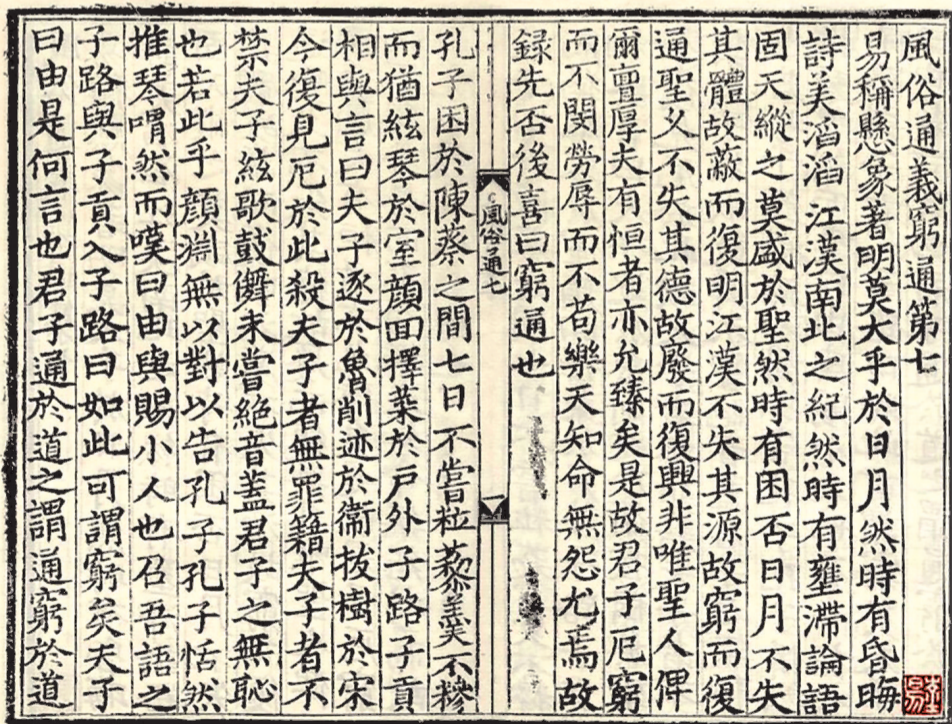 風俗通義窮通第七
易稱懸象著明莫大乎於日月然時有昏晦
詩美滔滔江漢南北之紀然時有壅滯論語
固天縱之莫盛於聖然時有困否日月不失
其體故蔽而復明江漢不失其源故窮而復
通聖乂不失其德故廢而復興非唯聖人俾
爾亶厚夫有恒者亦允臻矣是故君子厄窮
而不閔勞辱而不苟樂天知命無怨尤焉故
録先否後喜曰窮通也
風俗通七
孔子困於陳蔡之間七日不嘗粒藜羹不糝
而猶絃琴於室顔回擇菜於戸外子路子貢
相與言曰夫子逐於魯削迹於衞拔樹於宋
今復見厄於此殺夫子者無罪籍夫子者不
禁夫子絃歌鼓儛未嘗絶音蓋君子之無恥
也若此乎顔淵無以對以告孔子孔子恬然
推琴喟然而嘆曰由與賜小人也召吾語之
子路與子貢入子路曰如此可謂窮矣夫子
曰由是何言也君子通於道之謂通窮於道